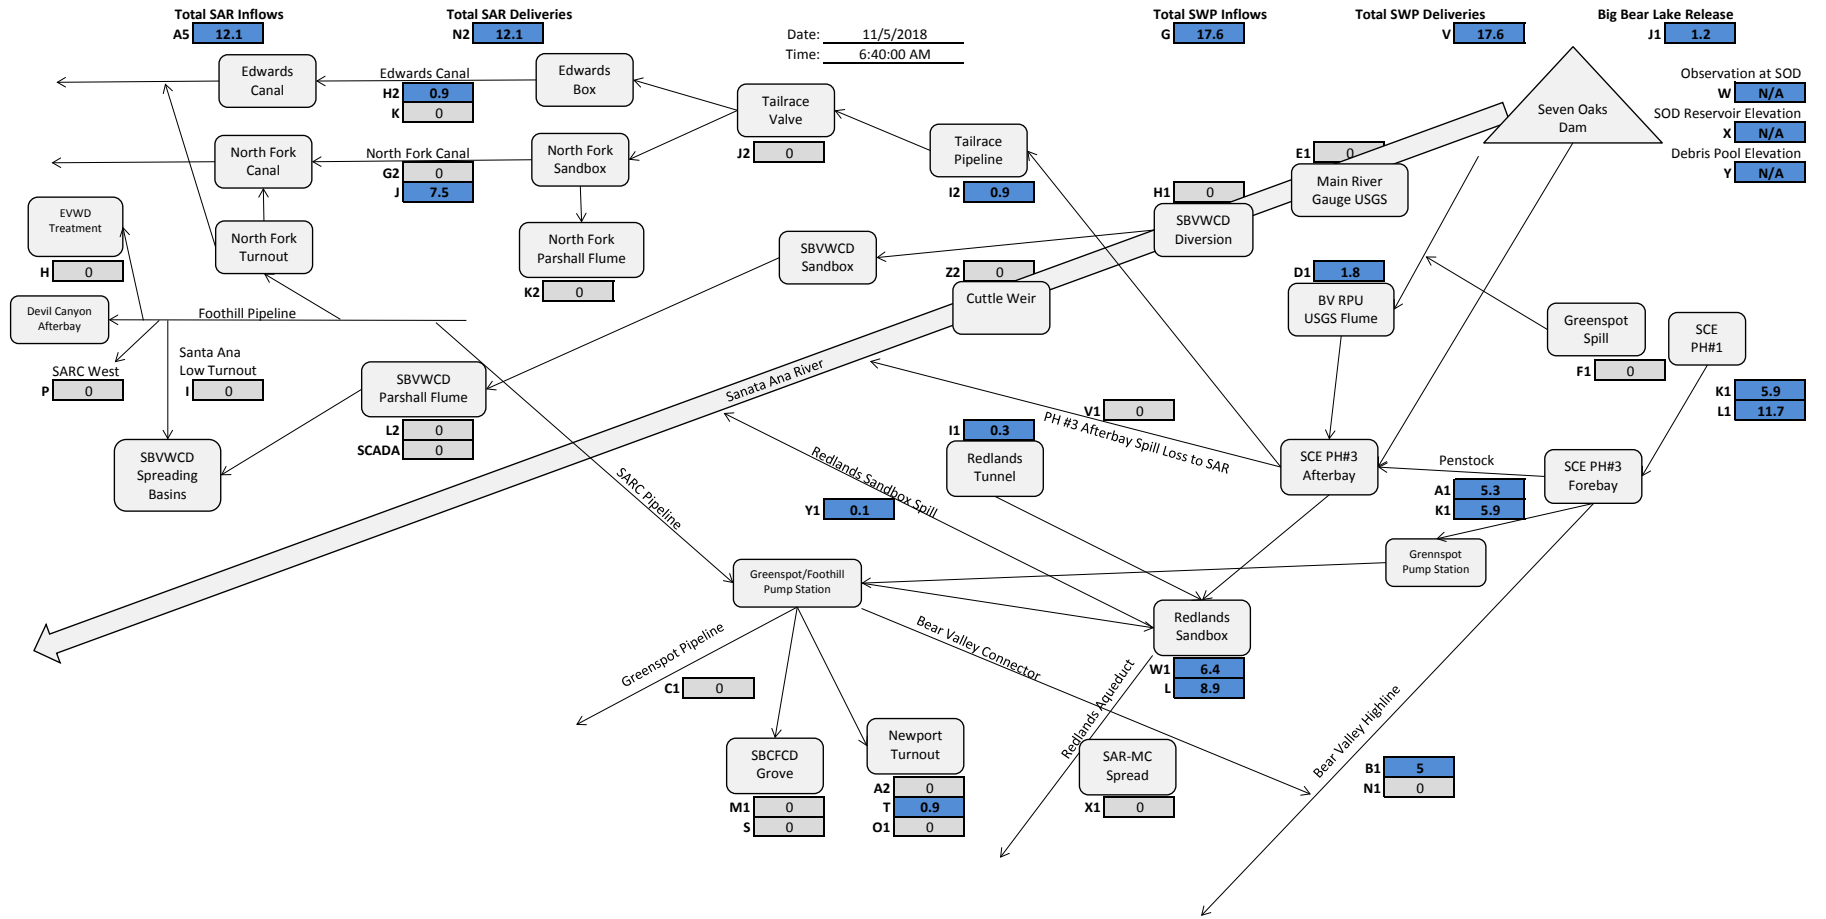 Total SAR Inflows
A5 12.1
Total SAR Deliveries
N2 12.1
Date: 11/5/2018
Time: 6:40:00 AM
Total SWP Inflows
G 17.6
Total SWP Deliveries
V 17.6
Big Bear Lake Release
J1 1.2
Edwards
Canal
Edwards Canal
H2 0.9
K 0
Edwards
Box
Tailrace
Valve
J2 0
Tailrace
Pipeline
I2 0.9
Seven Oaks
Dam
Observation at SOD
W N/A
SOD Reservoir Elevation
X N/A
Debris Pool Elevation
Y N/A
North Fork
Canal
North Fork Canal
G2 0
J 7.5
North Fork
Sandbox
E1 0
Main River
Gauge USGS
H1 0
SBVWCD
Diversion
EVWD
Treatment
H 0
North Fork
Turnout
North Fork
Parshall Flume
K2 0
SBVWCD
Sandbox
Z2 0
Cuttle Weir
D1 1.8
BV RPU
USGS Flume
Greenspot
Spill
F1 0
SCE
PH#1
K1 5.9
L1 11.7
Devil Canyon
Afterbay
Foothill Pipeline
SARC West
P 0
Santa Ana
Low Turnout
I 0
SBVWCD
Parshall Flume
L2 0
SCADA 0
Sanata Ana River
V1 0
PH #3 Afterbay Spill Loss to SAR
I1 0.3
Redlands
Tunnel
SCE PH#3
Afterbay
Penstock
A1 5.3
K1 5.9
SCE PH#3
Forebay
SBVWCD
Spreading
Basins
SARC Pipeline
Redlands Sandbox Spill
Y1 0.1
Grennspot
Pump Station
Greenspot/Foothill
Pump Station
Redlands
Sandbox
W1 6.4
L 8.9
Greenspot Pipeline
C1 0
Bear Valley Connector
Redlands Aqueduct
Bear Valley Highline
SBCFCD
Grove
M1 0
S 0
Newport
Turnout
A2 0
T 0.9
O1 0
SAR-MC
Spread
X1 0
B1 5
N1 0